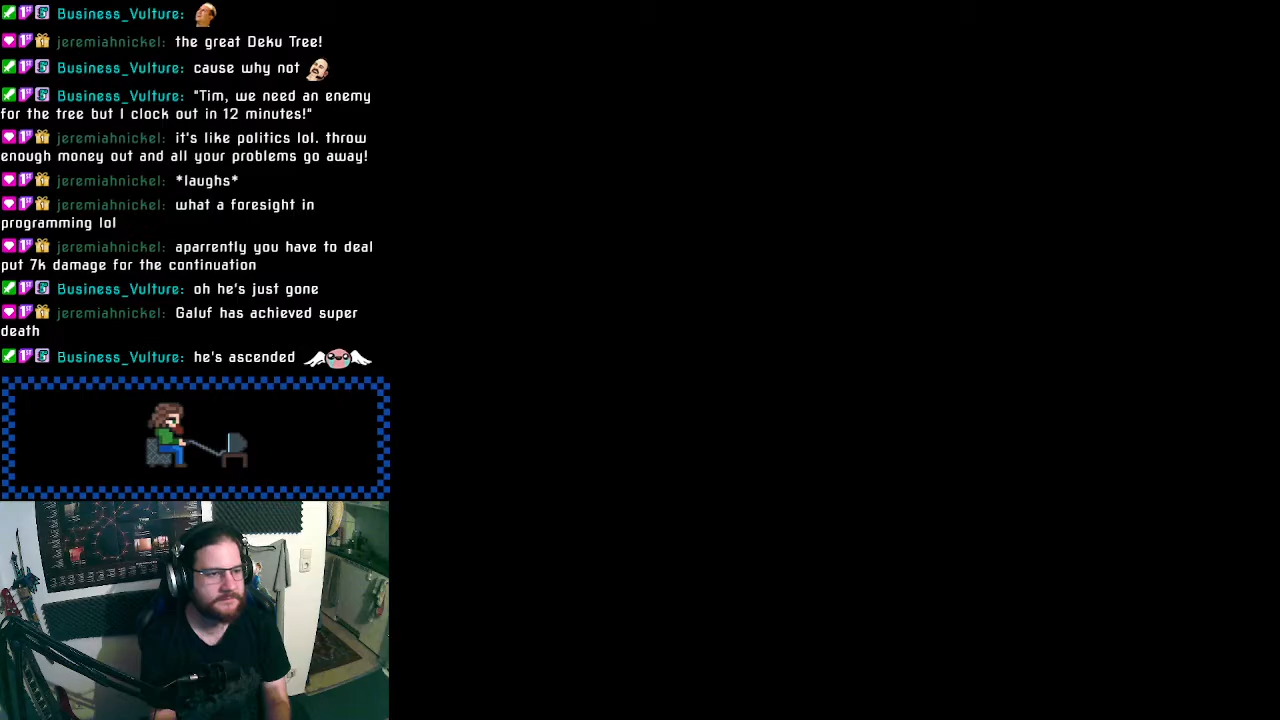 Business_Vulture:
jeremiahnickel: the great Deku Tree!
Business_Vulture: cause why not
Business_Vulture: "Tim, we need an enemy
for the tree but I clock out in 12 minutes!"
jeremiahnickel: it's like politics lol. throw
enough money out and all your problems go away!
jeremiahnickel: *laughs*
jeremiahnickel: what a foresight in
programming lol
jeremiahnickel: aparrently you have to deal
put 7k damage for the continuation
Business_Vulture: oh he's just gone
jeremiahnickel: Galuf has achieved super
death
Business_Vulture: he's ascended